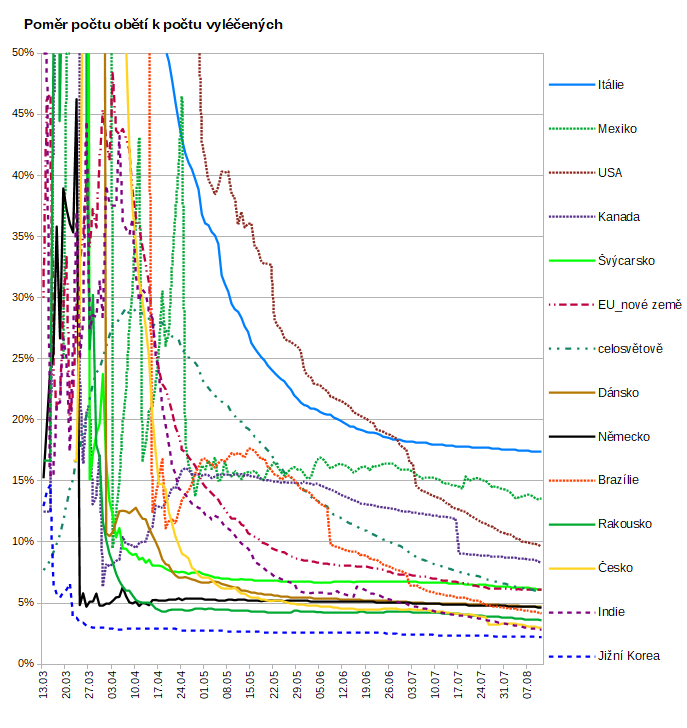 Poměr počtu obětí k počtu vyléčených
50%
45%
40%
35%
30%
25%
20%
15%
10%
5%
0%
13.03
20.03
27.03
03.04
10.04
17.04
24.04
01.05
08.05
15.05
22.05
29.05
05.06
12.06
19.06
26.06
03.07
10.07
17.07
24.07
31.07
07.08
Itálie
Mexiko
USA
Kanada
Švýcarsko
EU_nové země
celosvětově
Dánsko
Německo
Brazílie
Rakousko
Česko
Indie
Jižní Korea